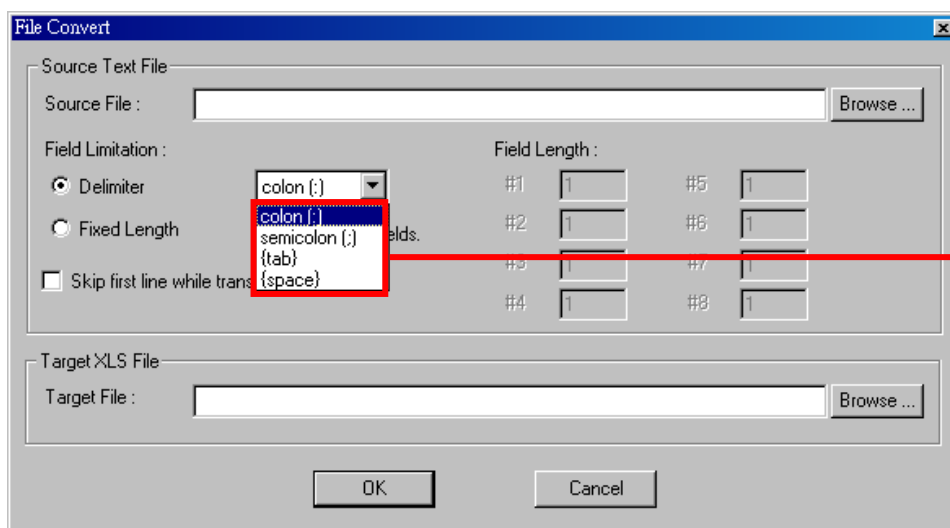 File Convert
Source Text File
Source File :
Browse ...
Field Limitation :
Field Length :
Delimiter
colon (:)
#1 1
#5 1
colon (:)
semicolon (;)
{tab}
{space}
Fixed Length
elds.
#2 1
#6 1
#3 1
#7 1
Skip first line while trans
#4 1
#8 1
Target XLS File
Target File :
Browse ...
OK
Cancel